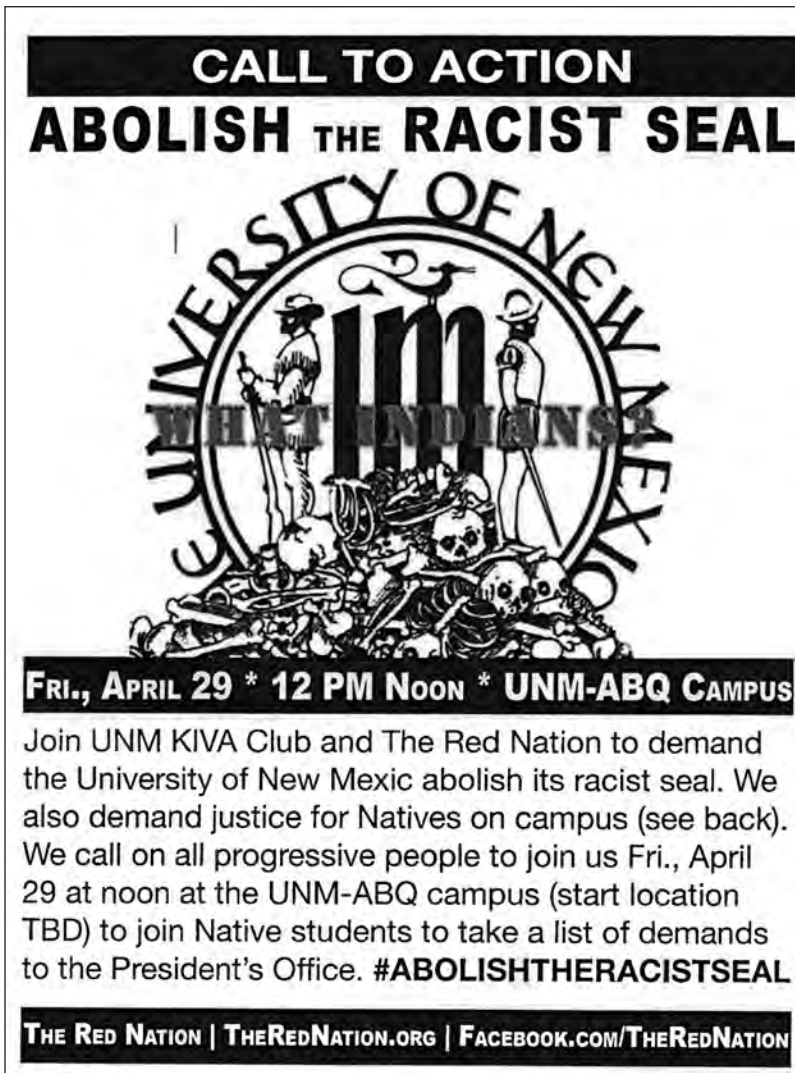 CALL TO ACTION
ABOLISH THE RACIST SEAL
E UNIVERSITY OF NEW MEXICO
WHAT INDIANS?
FRI., APRIL 29 * 12 PM NOON * UNM-ABQ CAMPUS
Join UNM KIVA Club and The Red Nation to demand
the University of New Mexic abolish its racist seal. We
also demand justice for Natives on campus (see back).
We call on all progressive people to join us Fri., April
29 at noon at the UNM-ABQ campus (start location
TBD) to join Native students to take a list of demands
to the President's Office. #ABOLISHTHERACISTSEAL
THE RED NATION | THEREDNATION.ORG | FACEBOOK.COM/THEREDNATION